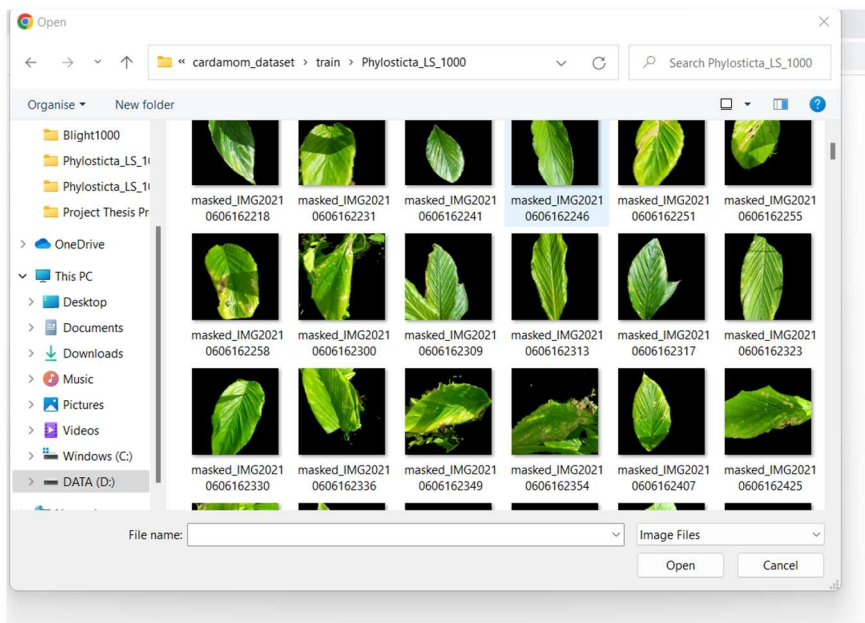 Open
« cardamom_dataset › train › Phylosticta_LS_1000
Search Phylosticta_LS_1000
Organise
New folder
Blight1000
Phylosticta_LS_1
Phylosticta_LS_1
Project Thesis Pr
OneDrive
This PC
Desktop
Documents
Downloads
Music
Pictures
Videos
Windows (C:)
DATA (D:)
masked_IMG2021
0606162218
masked_IMG2021
0606162231
masked_IMG2021
0606162241
masked_IMG2021
0606162246
masked_IMG2021
0606162251
masked_IMG2021
0606162255
masked_IMG2021
0606162258
masked_IMG2021
0606162300
masked_IMG2021
0606162309
masked_IMG2021
0606162313
masked_IMG2021
0606162317
masked_IMG2021
0606162323
masked_IMG2021
0606162330
masked_IMG2021
0606162336
masked_IMG2021
0606162349
masked_IMG2021
0606162354
masked_IMG2021
0606162407
masked_IMG2021
0606162425
File name:
Image Files
Open
Cancel